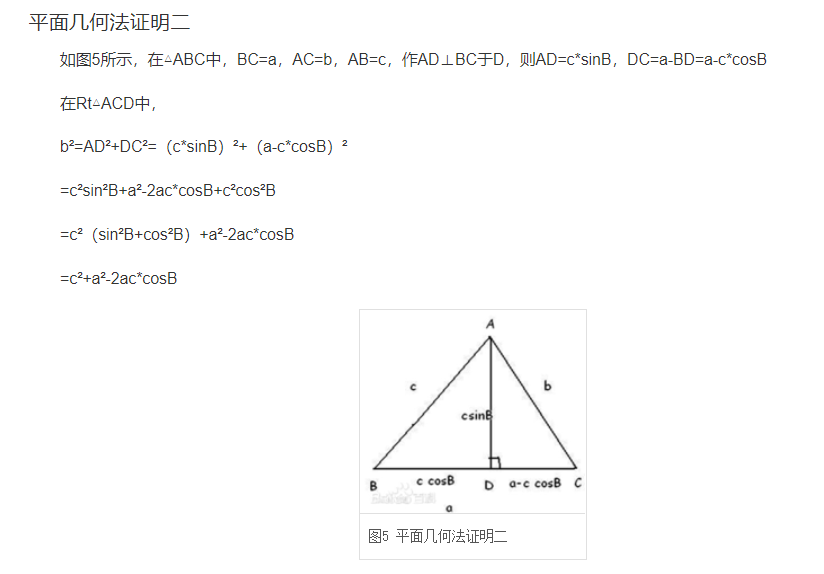 平面几何法证明二
如图5所示，在△ABC中，BC=a，AC=b，AB=c，作AD⊥BC于D，则AD=c*sinB，DC=a-BD=a-c*cosB
在Rt△ACD中，
b²=AD²+DC²=（c*sinB）²+（a-c*cosB）²
=c²sin²B+a²-2ac*cosB+c²cos²B
=c²（sin²B+cos²B）+a²-2ac*cosB
=c²+a²-2ac*cosB
A
c
b
csinB
B
c cosB
D
a-c cosB
C
a
图5 平面几何法证明二